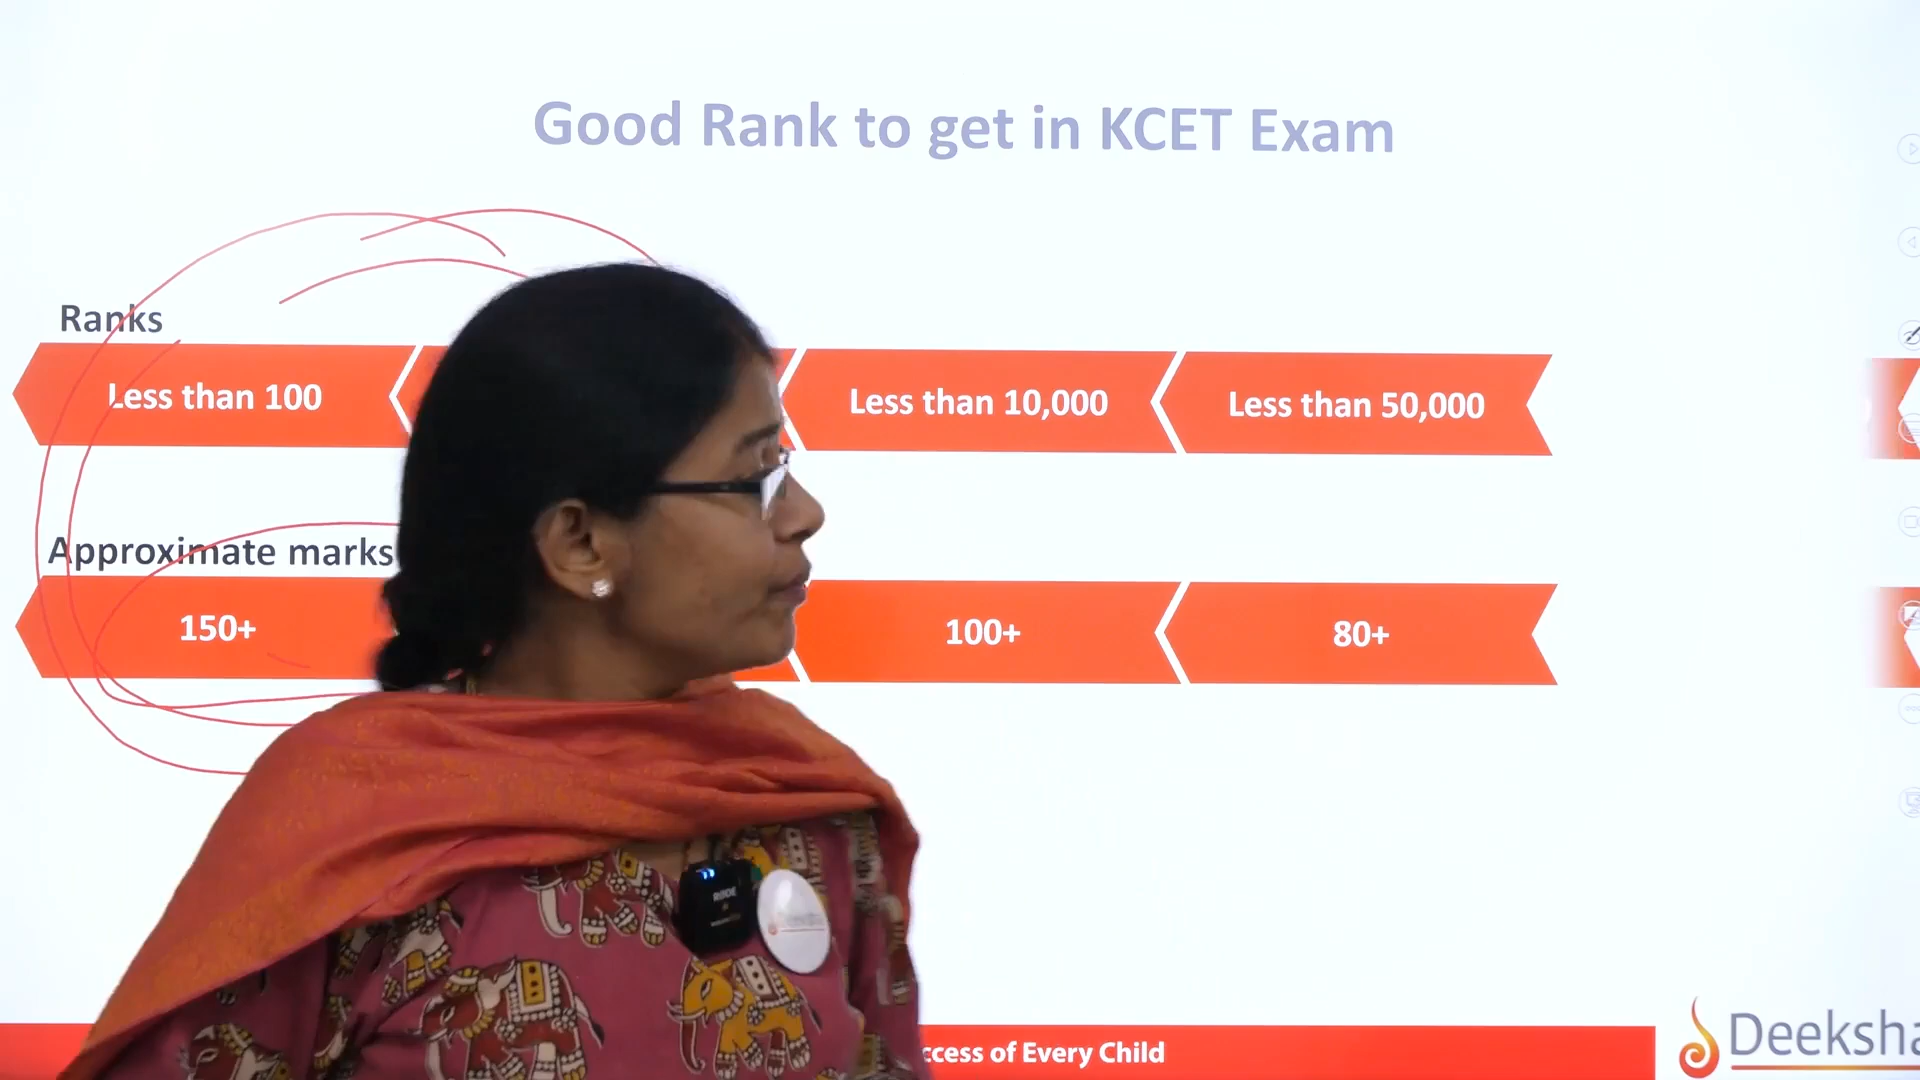 Good Rank to get in KCET Exam
Ranks
Less than 100
Less than 10,000
Less than 50,000
Approximate marks
150+
100+
80+
of Every Child
Deeksha
RØDE